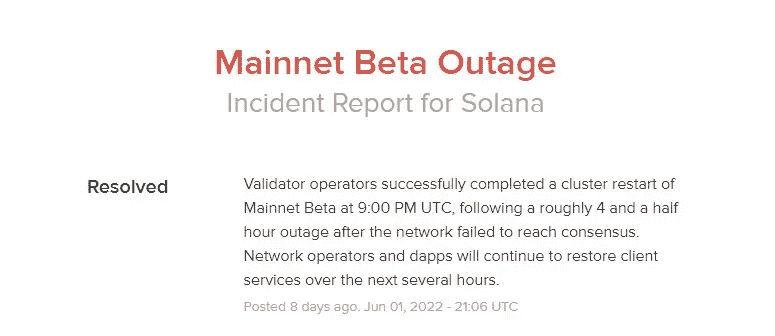 Mainnet Beta Outage
Incident Report for Solana
Resolved
Validator operators successfully completed a cluster restart of
Mainnet Beta at 9:00 PM UTC, following a roughly 4 and a half
hour outage after the network failed to reach consensus.
Network operators and dapps will continue to restore client
services over the next several hours.
Posted 8 days ago. Jun 01, 2022 - 21:06 UTC